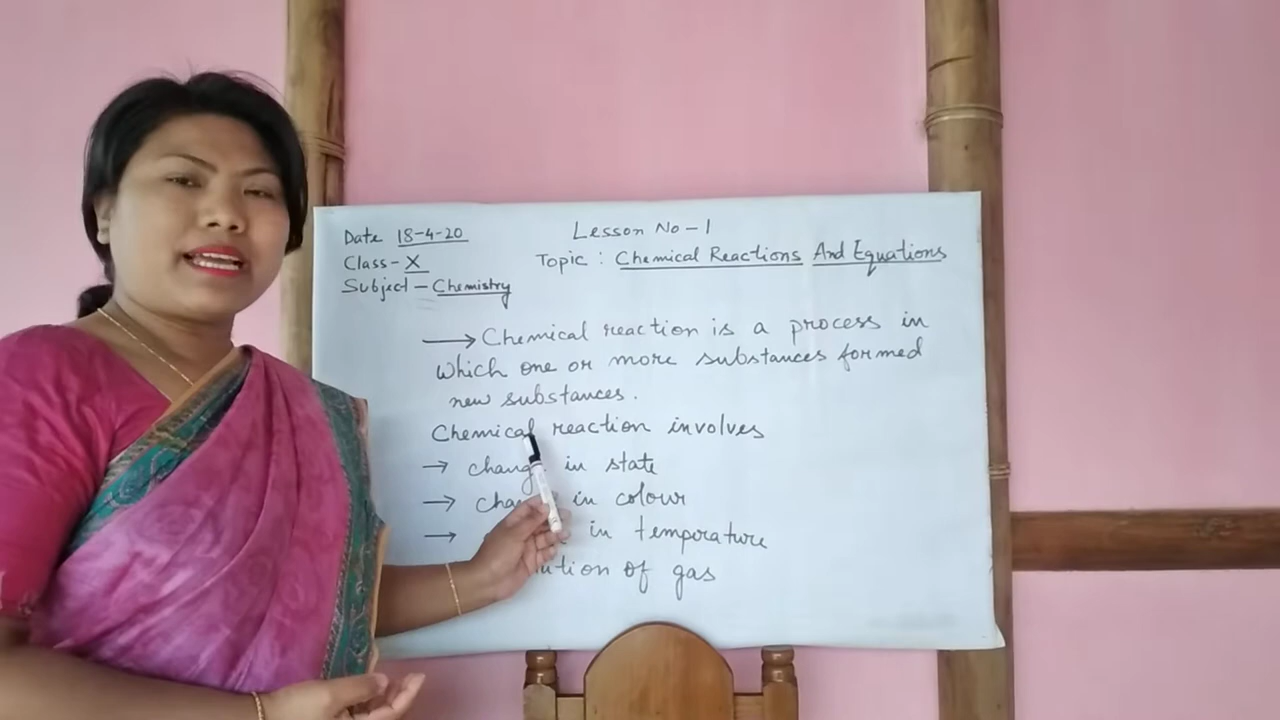 Date 18-4-20
Lesson No-1
Class-X
Topic : Chemical Reactions And Equations
Subject-Chemistry
→ Chemical reaction is a process in
which one or more substances formed
new substances.
Chemical reaction involves
→ change in state
→ change in colour
→ in temperature
of gas